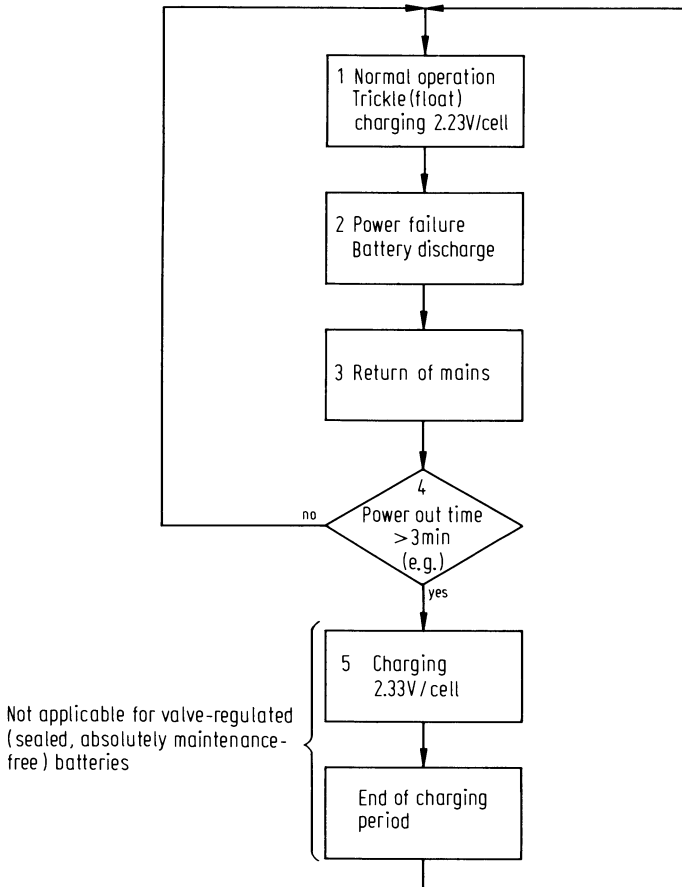 1 Normal operation
Trickle (float)
charging 2.23V/cell
2 Power failure
Battery discharge
3 Return of mains
4
Power out time
>3min
(e.g.)
no
yes
5 Charging
2.33V/cell
Not applicable for valve-regulated
(sealed, absolutely maintenance-
free) batteries
End of charging
period